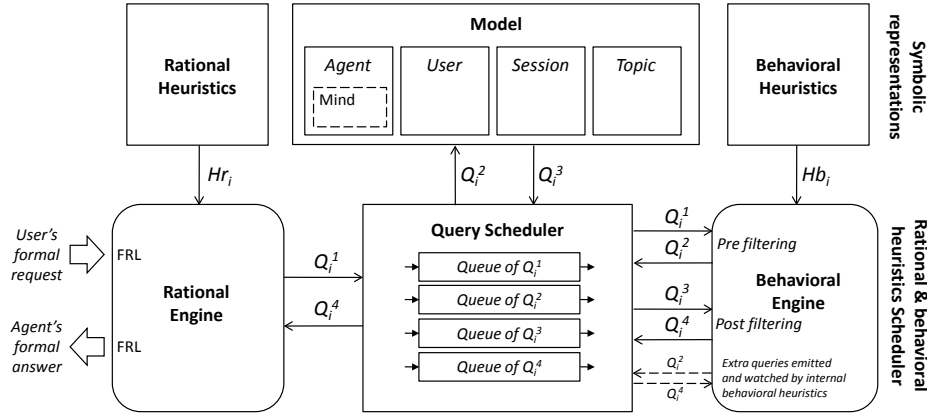 Rational
Heuristics
Model
Agent
User
Session
Topic
Mind
Behavioral
Heuristics
Symbolic
representations
Hr_i
Q_i^2
Q_i^3
Hb_i
User's
formal
request
FRL
Agent's
formal
answer
FRL
Rational
Engine
Q_i^1
Q_i^4
Query Scheduler
Queue of Q_i^1
Queue of Q_i^2
Queue of Q_i^3
Queue of Q_i^4
Q_i^1
Q_i^2
Q_i^3
Q_i^4
Q_i^2
Q_i^4
Pre filtering
Behavioral
Engine
Post filtering
Extra queries emitted
and watched by internal
behavioral heuristics
Rational & behavioral
heuristics Scheduler